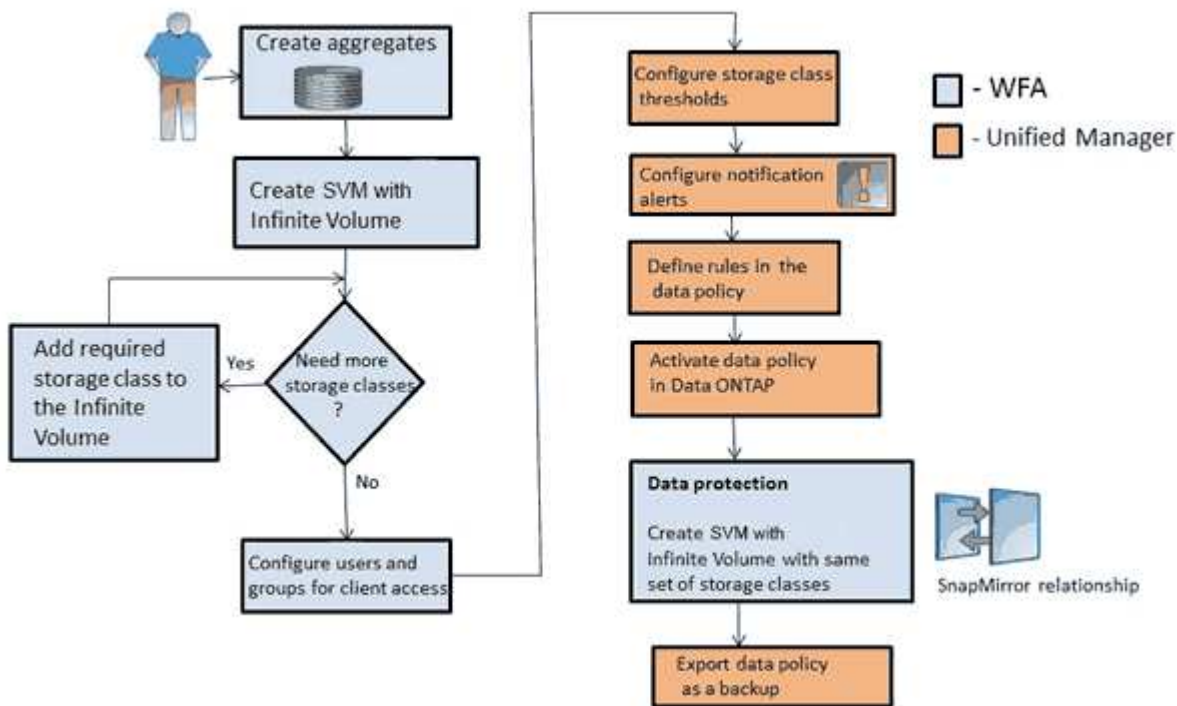 Create aggregates
Create SVM with
Infinite Volume
Add required
storage class to
the Infinite
Volume
Yes
Need more
storage classes
?
No
Configure users and
groups for client access
Configure storage class
thresholds
Configure notification
alerts
!
Define rules in the
data policy
Activate data policy
in Data ONTAP
Data protection
Create SVM with
Infinite Volume with same
set of storage classes
SnapMirror relationship
Export data policy
as a backup
- WFA
- Unified Manager